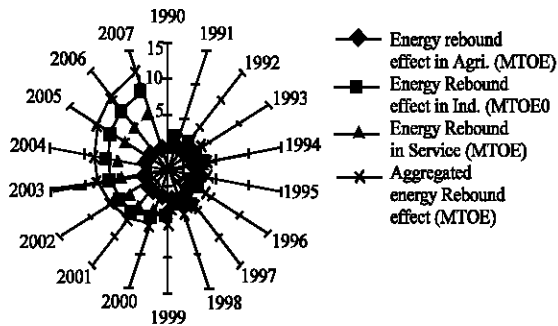 1990
1991
1992
1993
1994
1995
1996
1997
1998
1999
2000
2001
2002
2003
2004
2005
2006
2007
15
10
5
Energy rebound
effect in Agri. (MTOE)
Energy Rebound
effect in Ind. (MTOE0
Energy Rebound
in Service (MTOE)
Aggregated
energy Rebound
effect (MTOE)